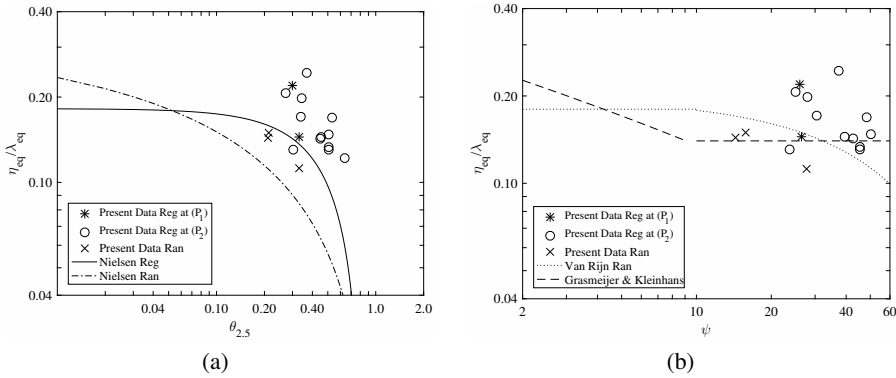 0.40
0.20
0.10
0.04
η_eq/λ_eq
0.04 0.10 0.20 0.40 1.0 2.0
θ_2.5
Present Data Reg at (P_1)
Present Data Reg at (P_2)
Present Data Ran
Nielsen Reg
Nielsen Ran
(a)
0.40
0.20
0.10
0.04
η_eq/λ_eq
2 10 20 40 60
ψ
Present Data Reg at (P_1)
Present Data Reg at (P_2)
Present Data Ran
Van Rijn Ran
Grasmeijer & Kleinhans
(b)